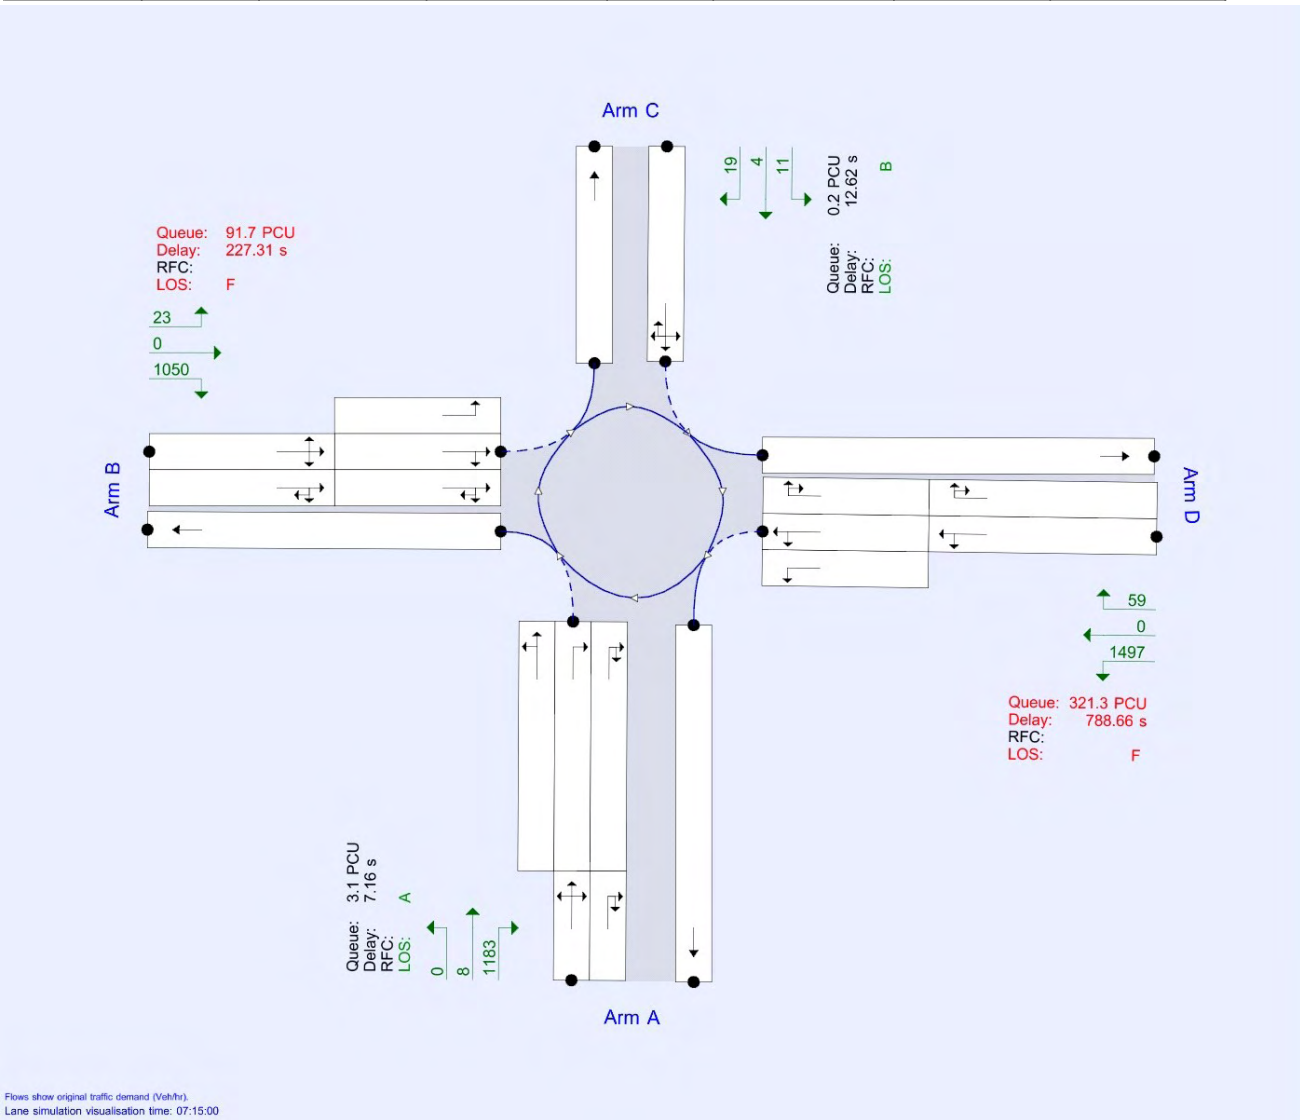 Arm C
19
4
11
Queue: 0.2 PCU
Delay: 12.62 s
RFC:
LOS: B
Queue: 91.7 PCU
Delay: 227.31 s
RFC:
LOS: F
23
0
1050
Arm B
Arm D
59
0
1497
Queue: 321.3 PCU
Delay: 788.66 s
RFC:
LOS: F
Queue: 3.1 PCU
Delay: 7.16 s
RFC:
LOS: A
0
8
1183
Arm A
Flows show original traffic demand (Veh/hr).
Lane simulation visualisation time: 07:15:00